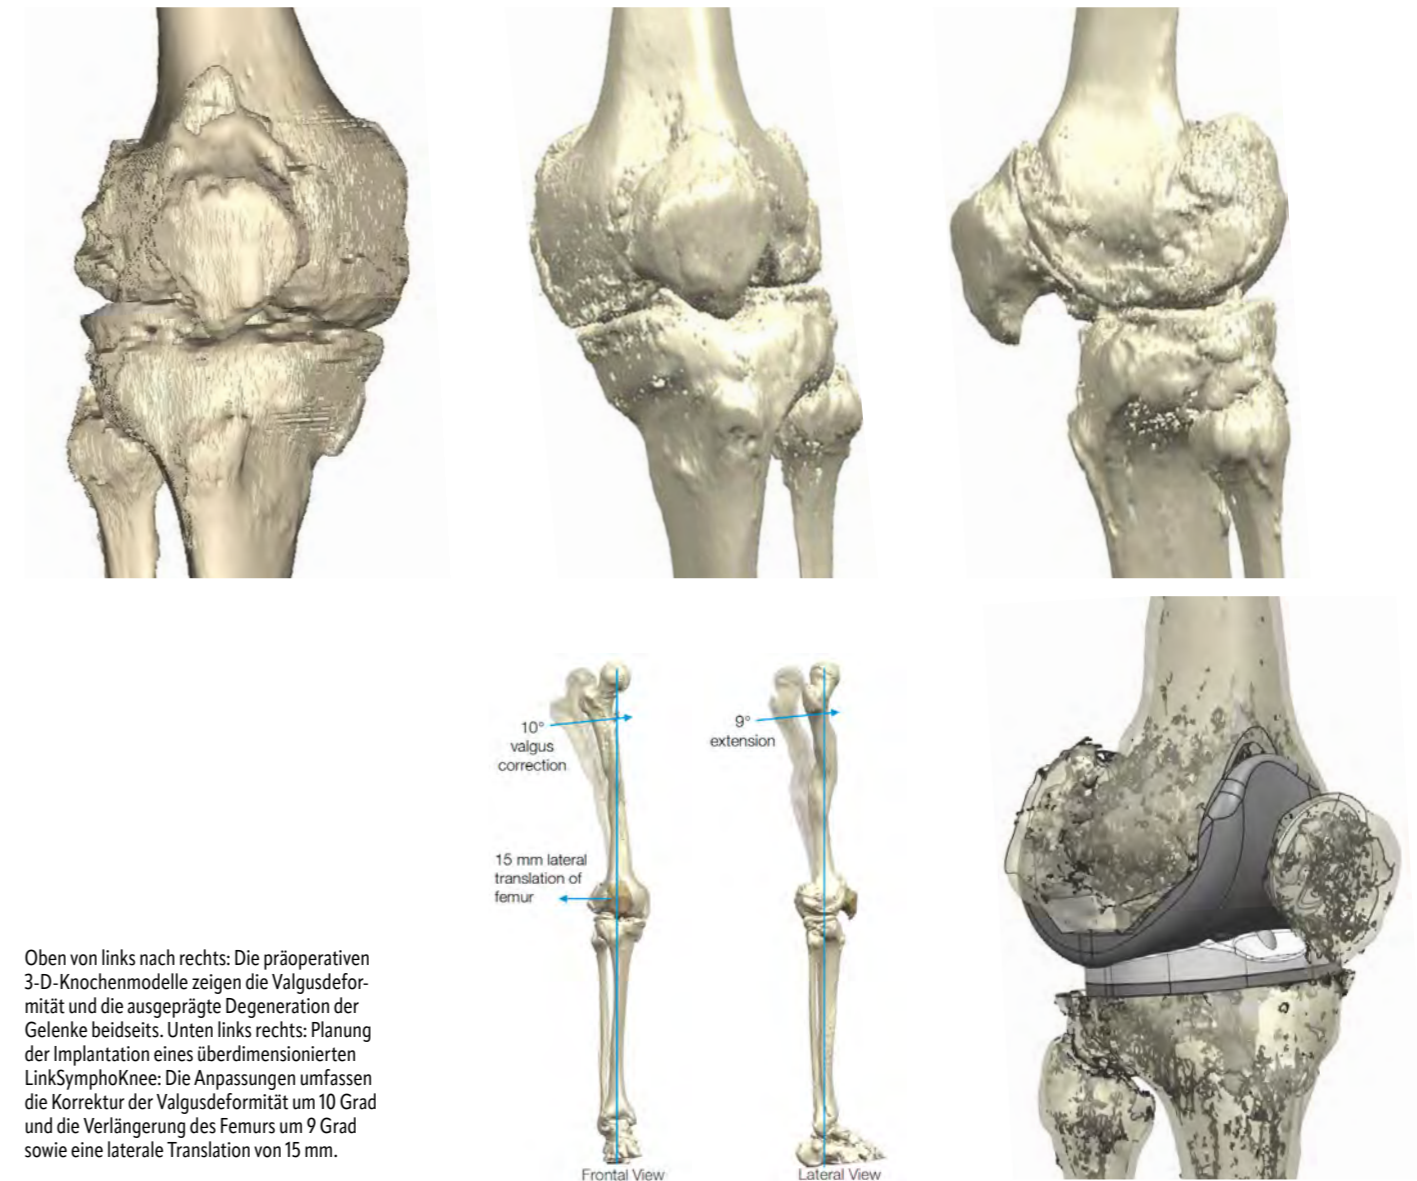 10°
valgus
correction
9°
extension
15 mm lateral
translation of
femur
Oben von links nach rechts: Die präoperativen
3-D-Knochenmodelle zeigen die Valgusdefor-
mität und die ausgeprägte Degeneration der
Gelenke beidseits. Unten links rechts: Planung
der Implantation eines überdimensionierten
LinkSymphoKnee: Die Anpassungen umfassen
die Korrektur der Valgusdeformität um 10 Grad
und die Verlängerung des Femurs um 9 Grad
sowie eine laterale Translation von 15 mm.
Frontal View
Lateral View